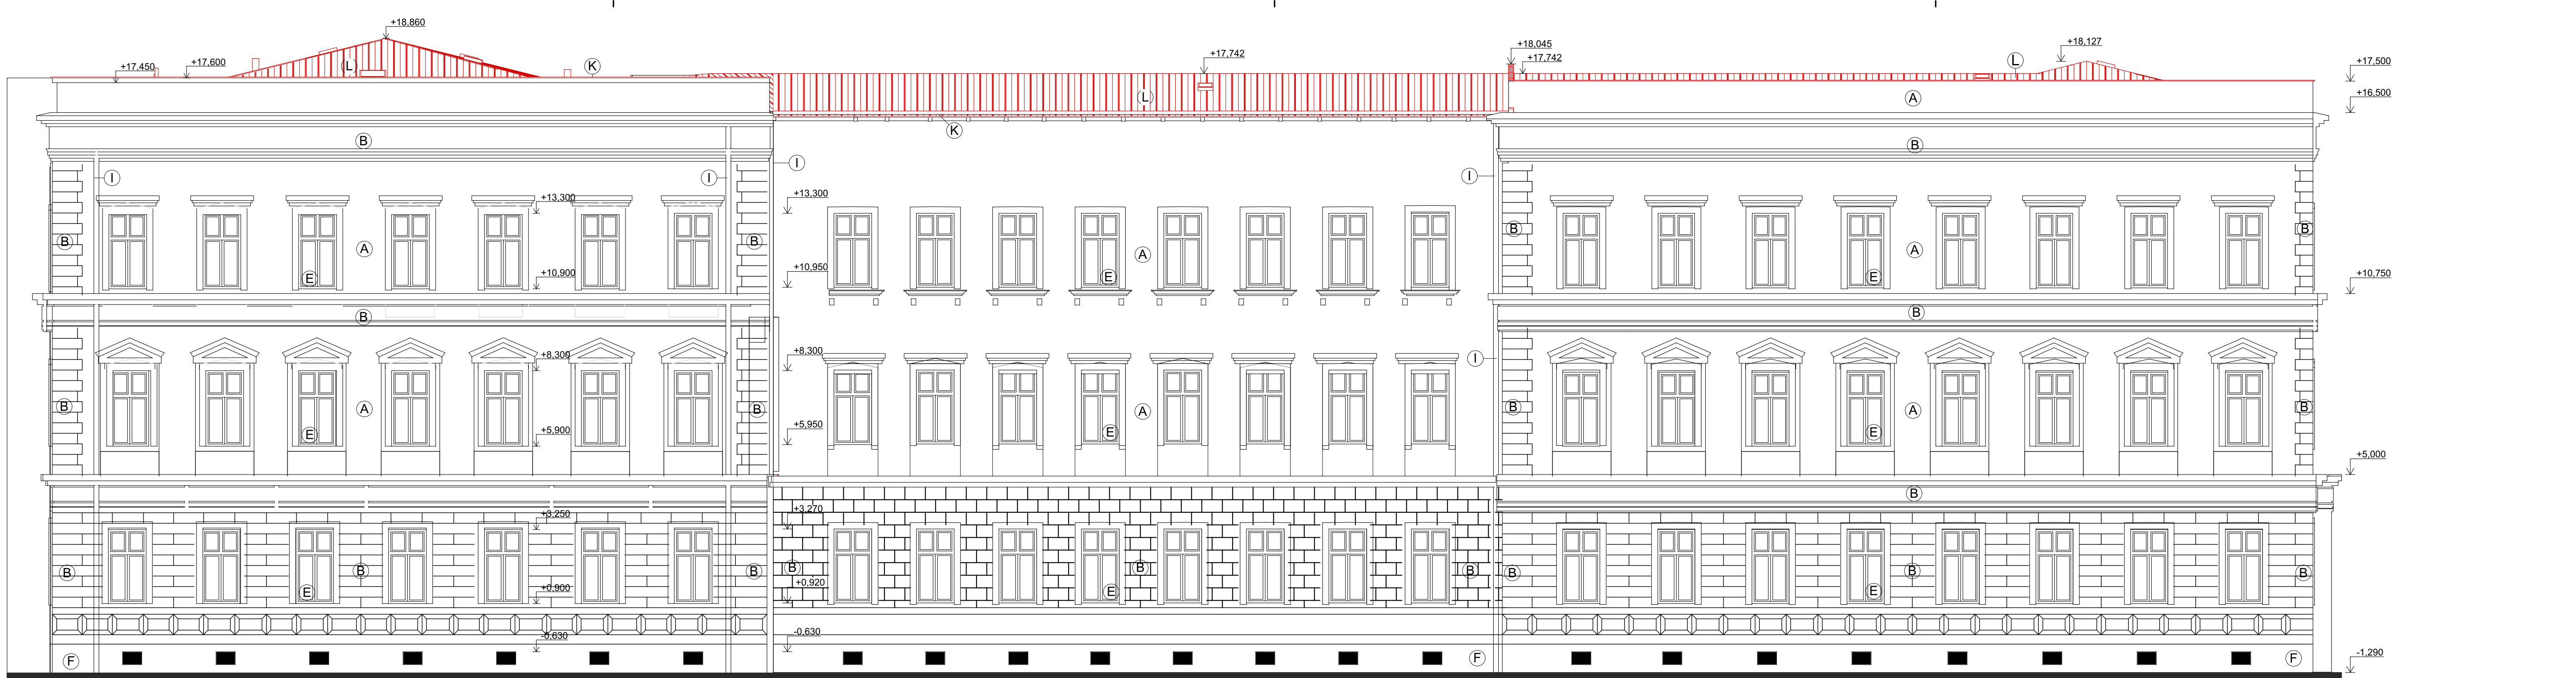 +18,860
+17,450
+17,600
L
K
+17,742
+18,045
+17,742
+18,127
L
+17,500
L
A
+16,500
K
B
B
I
I
I
I
+13,300
+13,300
B
A
B
E
+10,900
A
+10,950
E
B
A
B
E
+10,750
B
B
+8,300
+8,300
I
B
A
B
E
+5,900
A
+5,950
E
B
A
B
E
+5,000
B
+3,250
+3,270
B
B
B
E
+0,900
B
B
B
E
+0,920
B
B
B
E
-0,630
-0,630
F
F
F
-1,290